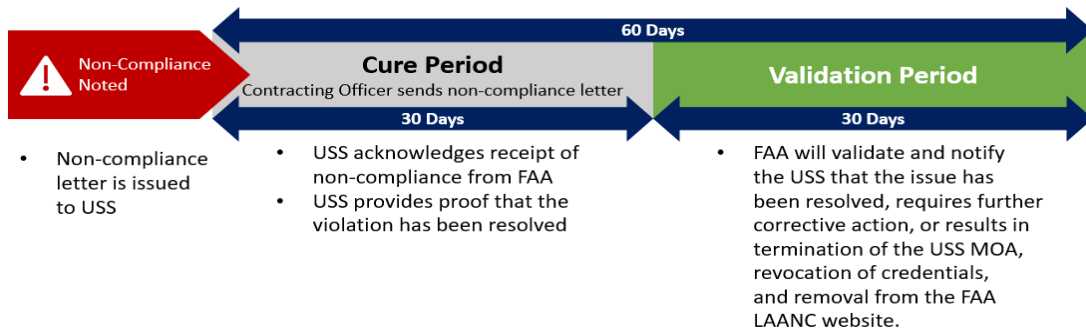 60 Days
Non-Compliance
Noted
Cure Period
Contracting Officer sends non-compliance letter
Validation Period
30 Days
30 Days
• Non-compliance
letter is issued
to USS
• USS acknowledges receipt of
non-compliance from FAA
• USS provides proof that the
violation has been resolved
• FAA will validate and notify
the USS that the issue has
been resolved, requires further
corrective action, or results in
termination of the USS MOA,
revocation of credentials,
and removal from the FAA
LAANC website.